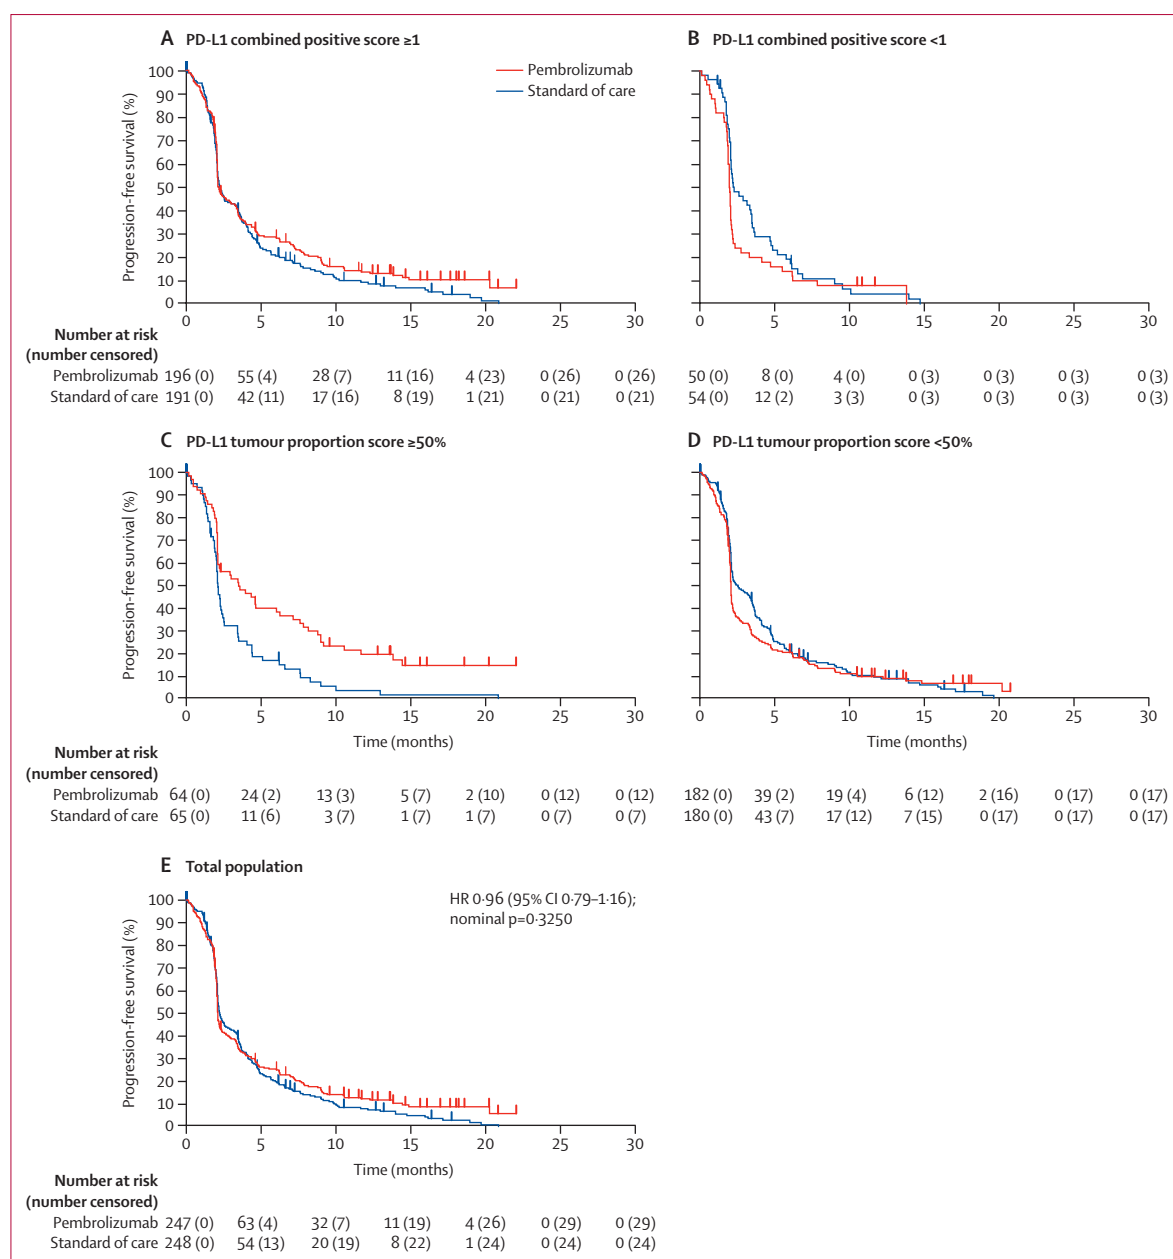 A PD-L1 combined positive score ≥1
Pembrolizumab
Standard of care
Progression-free survival (%)
100
90
80
70
60
50
40
30
20
10
0
0 5 10 15 20 25 30
Number at risk
(number censored)
Pembrolizumab 196 (0) 55 (4) 28 (7) 11 (16) 4 (23) 0 (26) 0 (26)
Standard of care 191 (0) 42 (11) 17 (16) 8 (19) 1 (21) 0 (21) 0 (21)
B PD-L1 combined positive score <1
0 5 10 15 20 25 30
50 (0) 8 (0) 4 (0) 0 (3) 0 (3) 0 (3) 0 (3)
54 (0) 12 (2) 3 (3) 0 (3) 0 (3) 0 (3) 0 (3)
C PD-L1 tumour proportion score ≥50%
Progression-free survival (%)
100
90
80
70
60
50
40
30
20
10
0
0 5 10 15 20 25 30
Time (months)
Number at risk
(number censored)
Pembrolizumab 64 (0) 24 (2) 13 (3) 5 (7) 2 (10) 0 (12) 0 (12)
Standard of care 65 (0) 11 (6) 3 (7) 1 (7) 1 (7) 0 (7) 0 (7)
D PD-L1 tumour proportion score <50%
0 5 10 15 20 25 30
Time (months)
182 (0) 39 (2) 19 (4) 6 (12) 2 (16) 0 (17) 0 (17)
180 (0) 43 (7) 17 (12) 7 (15) 0 (17) 0 (17) 0 (17)
E Total population
HR 0·96 (95% CI 0·79–1·16);
nominal p=0·3250
Progression-free survival (%)
100
90
80
70
60
50
40
30
20
10
0
0 5 10 15 20 25 30
Time (months)
Number at risk
(number censored)
Pembrolizumab 247 (0) 63 (4) 32 (7) 11 (19) 4 (26) 0 (29) 0 (29)
Standard of care 248 (0) 54 (13) 20 (19) 8 (22) 1 (24) 0 (24) 0 (24)